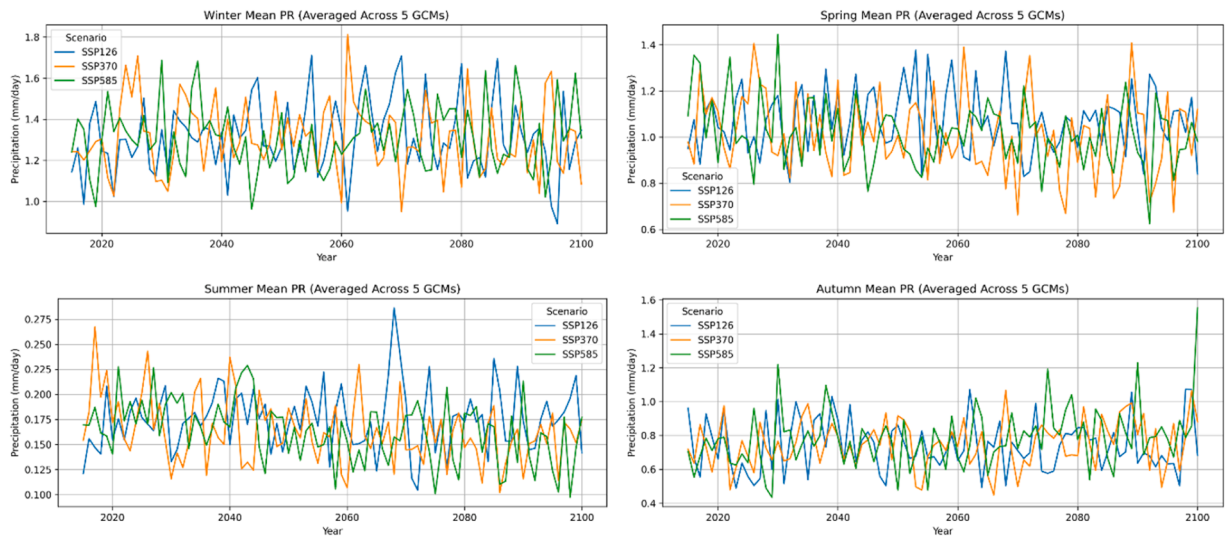 Winter Mean PR (Averaged Across 5 GCMs)
Precipitation (mm/day)
1.8
1.6
1.4
1.2
1.0
Scenario
SSP126
SSP370
SSP585
2020 2040 2060 2080 2100
Year
Spring Mean PR (Averaged Across 5 GCMs)
Precipitation (mm/day)
1.4
1.2
1.0
0.8
0.6
Scenario
SSP126
SSP370
SSP585
2020 2040 2060 2080 2100
Year
Summer Mean PR (Averaged Across 5 GCMs)
Precipitation (mm/day)
0.275
0.250
0.225
0.200
0.175
0.150
0.125
0.100
Scenario
SSP126
SSP370
SSP585
2020 2040 2060 2080 2100
Year
Autumn Mean PR (Averaged Across 5 GCMs)
Precipitation (mm/day)
1.6
1.4
1.2
1.0
0.8
0.6
0.4
Scenario
SSP126
SSP370
SSP585
2020 2040 2060 2080 2100
Year